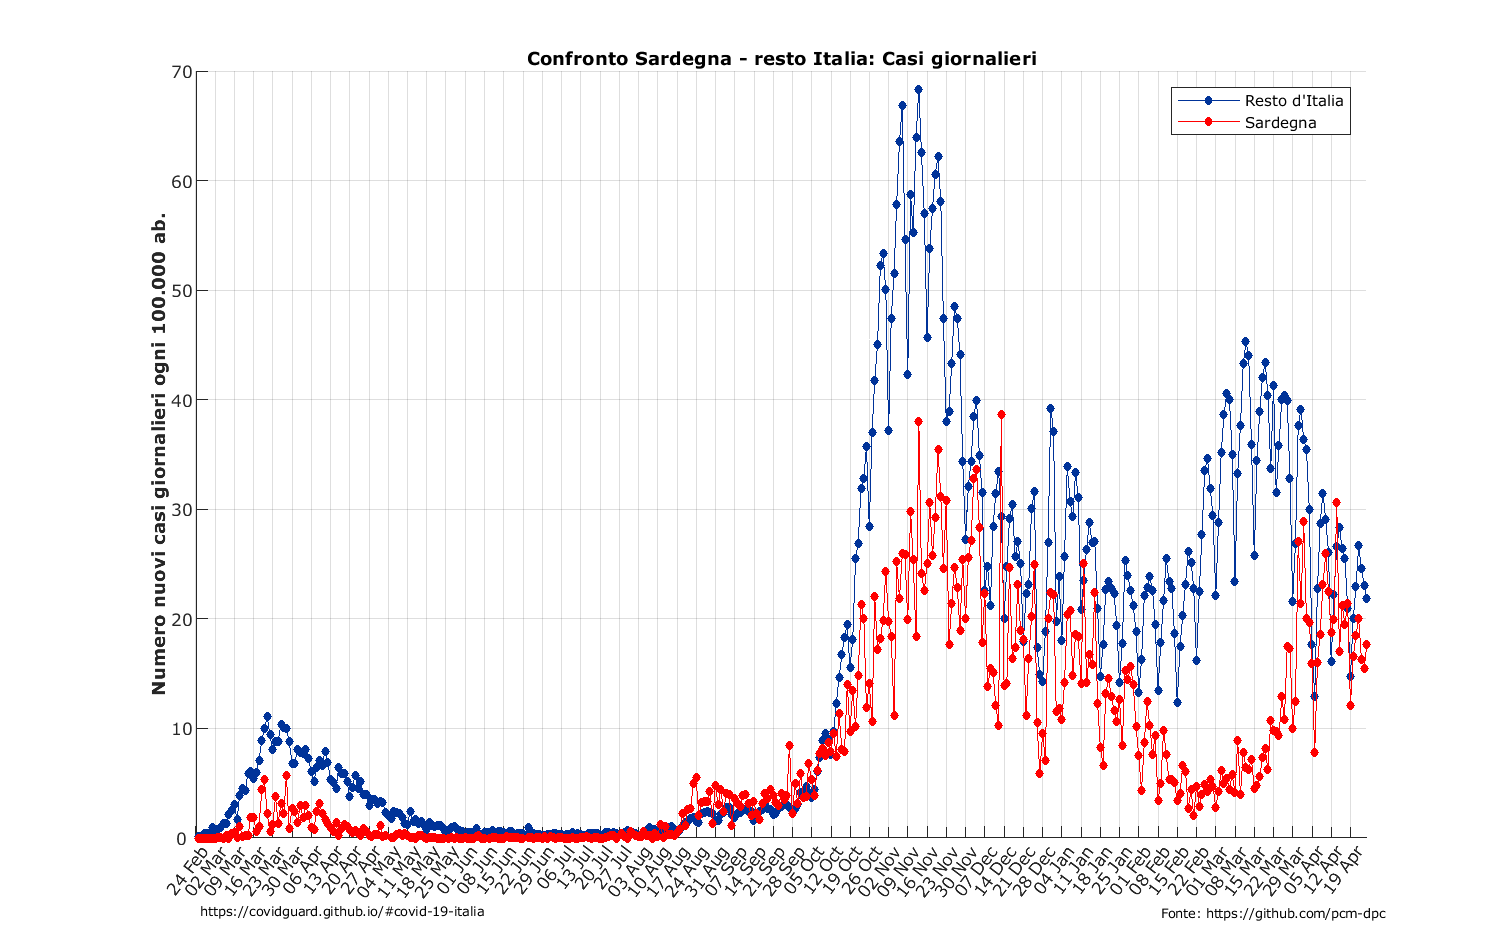 Confronto Sardegna - resto Italia: Casi giornalieri
Numero nuovi casi giornalieri ogni 100.000 ab.
70
60
50
40
30
20
10
0
Resto d'Italia
Sardegna
24 Feb
02 Mar
09 Mar
16 Mar
23 Mar
30 Mar
06 Apr
13 Apr
20 Apr
27 Apr
04 May
11 May
18 May
25 May
01 Jun
08 Jun
15 Jun
22 Jun
29 Jun
06 Jul
13 Jul
20 Jul
27 Jul
03 Aug
10 Aug
17 Aug
24 Aug
31 Aug
07 Sep
14 Sep
21 Sep
28 Sep
05 Oct
12 Oct
19 Oct
26 Oct
02 Nov
09 Nov
16 Nov
23 Nov
30 Nov
07 Dec
14 Dec
21 Dec
28 Dec
04 Jan
11 Jan
18 Jan
25 Jan
01 Feb
08 Feb
15 Feb
22 Feb
01 Mar
08 Mar
15 Mar
22 Mar
29 Mar
05 Apr
12 Apr
19 Apr
https://covidguard.github.io/#covid-19-italia
Fonte: https://github.com/pcm-dpc